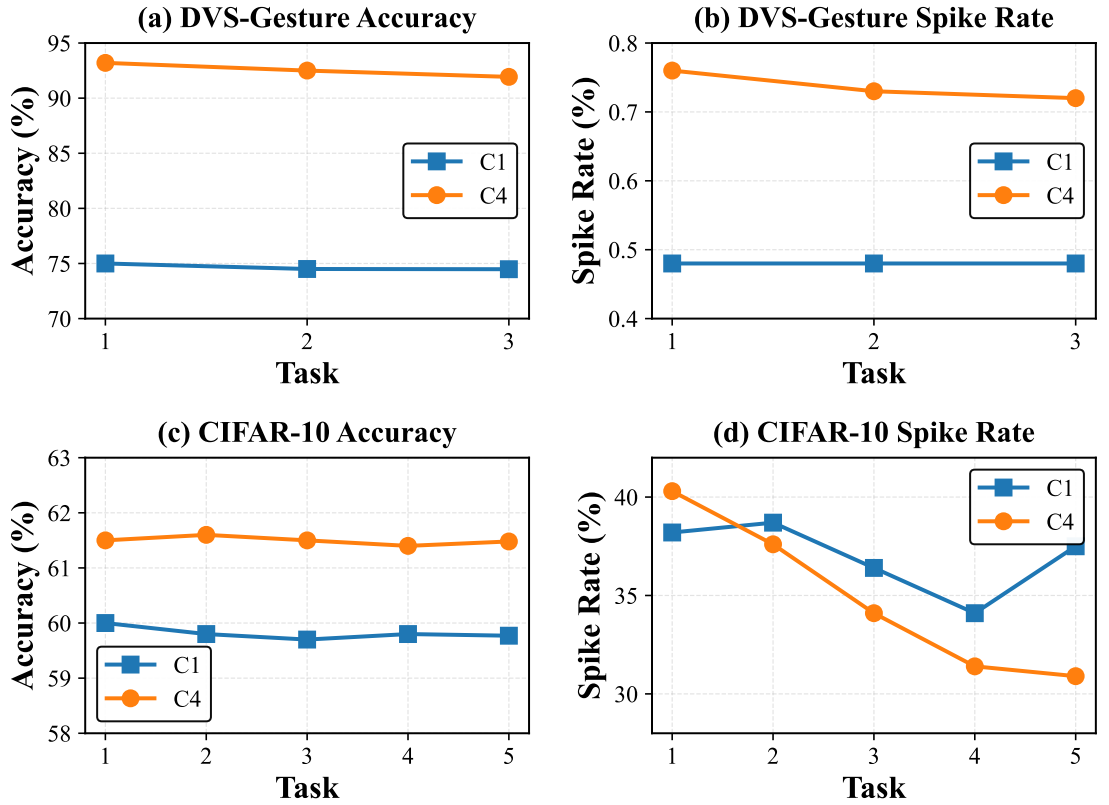 (a) DVS-Gesture Accuracy
95
90
85
80
75
70
Accuracy (%)
C1
C4
1 2 3
Task
(b) DVS-Gesture Spike Rate
0.8
0.7
0.6
0.5
0.4
Spike Rate (%)
C1
C4
1 2 3
Task
(c) CIFAR-10 Accuracy
63
62
61
60
59
58
Accuracy (%)
C1
C4
1 2 3 4 5
Task
(d) CIFAR-10 Spike Rate
40
35
30
Spike Rate (%)
C1
C4
1 2 3 4 5
Task